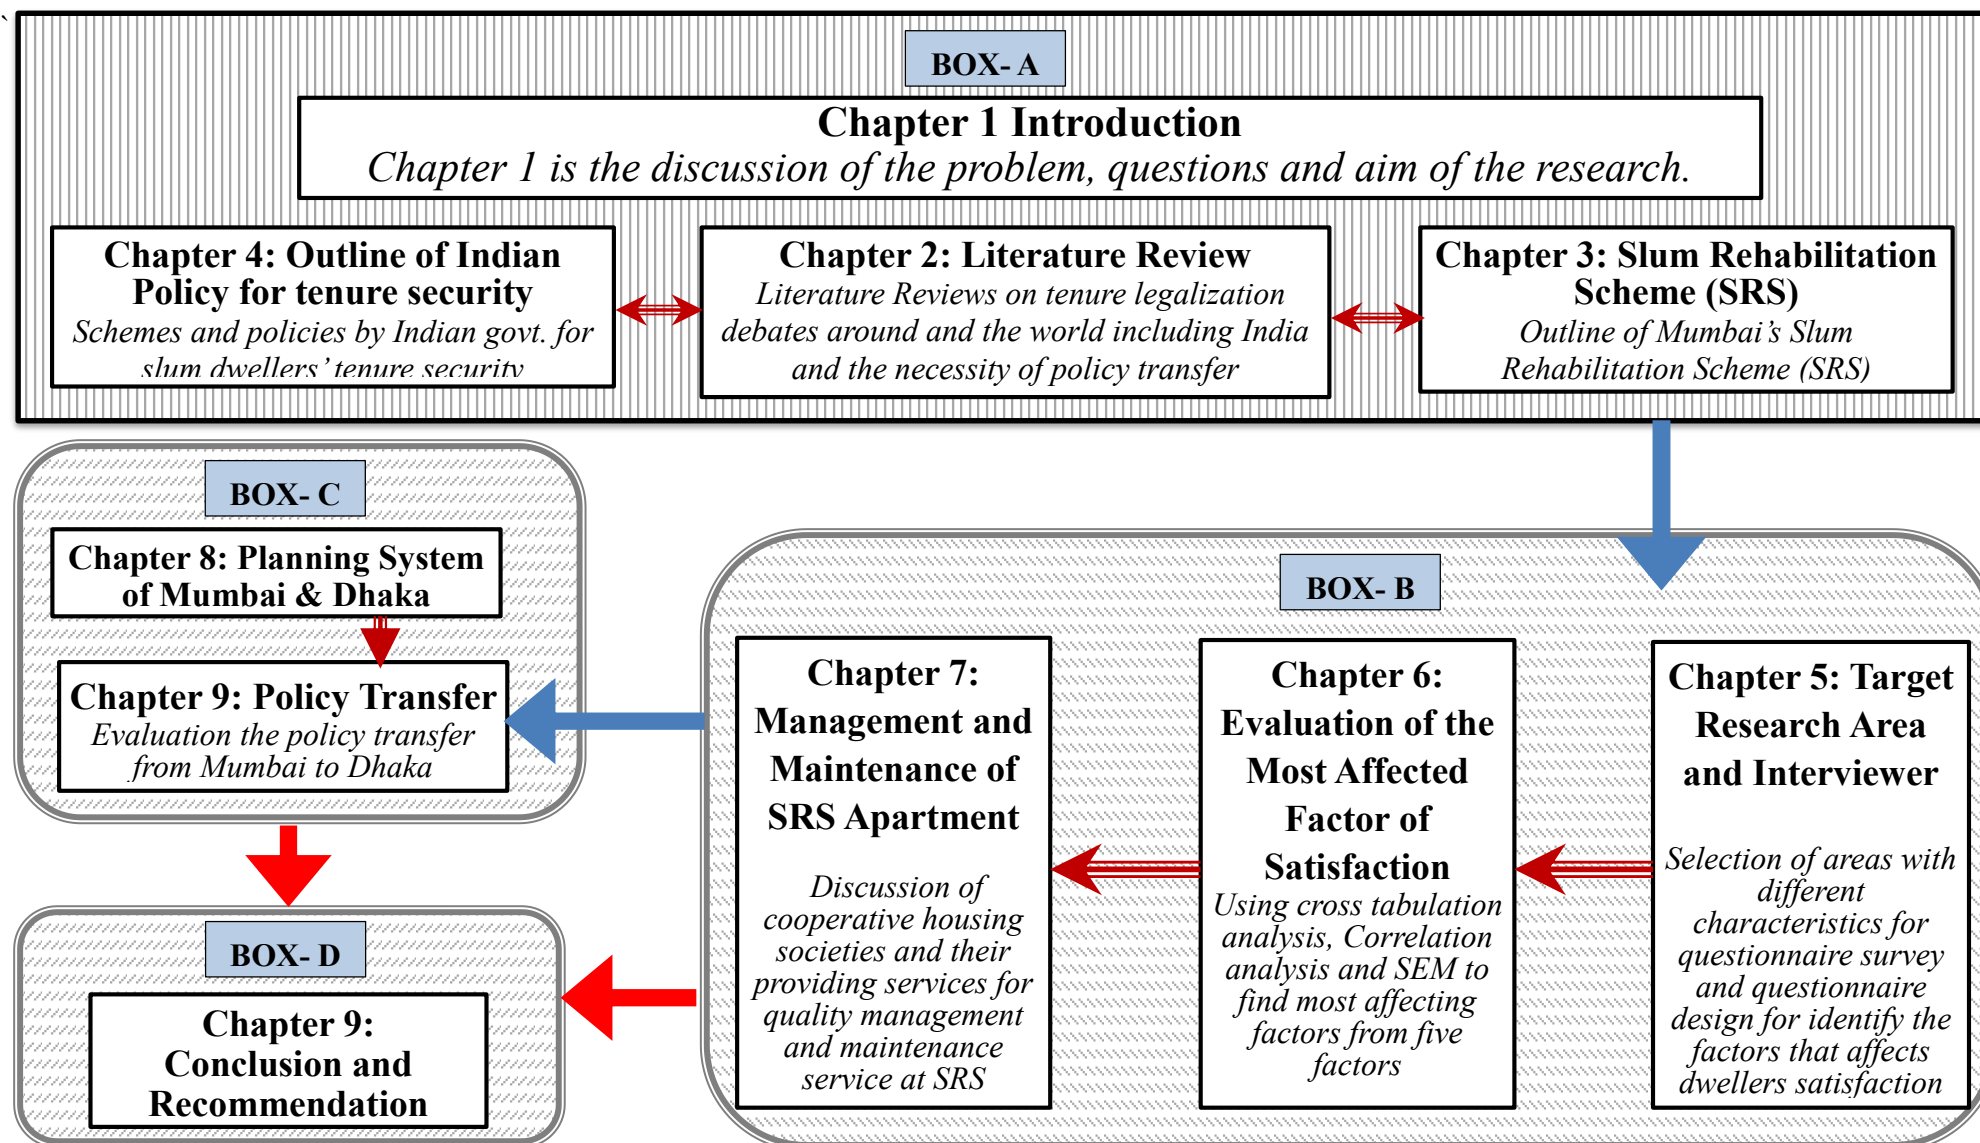 `
BOX- A
Chapter 1 Introduction
Chapter 1 is the discussion of the problem, questions and aim of the research.
Chapter 4: Outline of Indian
Policy for tenure security
Schemes and policies by Indian govt. for
slum dwellers' tenure security
Chapter 2: Literature Review
Literature Reviews on tenure legalization
debates around and the world including India
and the necessity of policy transfer
Chapter 3: Slum Rehabilitation
Scheme (SRS)
Outline of Mumbai's Slum
Rehabilitation Scheme (SRS)
BOX- C
Chapter 8: Planning System
of Mumbai & Dhaka
Chapter 9: Policy Transfer
Evaluation the policy transfer
from Mumbai to Dhaka
BOX- B
Chapter 7:
Management and
Maintenance of
SRS Apartment
Discussion of
cooperative housing
societies and their
providing services for
quality management
and maintenance
service at SRS
Chapter 6:
Evaluation of the
Most Affected
Factor of
Satisfaction
Using cross tabulation
analysis, Correlation
analysis and SEM to
find most affecting
factors from five
factors
Chapter 5: Target
Research Area
and Interviewer
Selection of areas with
different
characteristics for
questionnaire survey
and questionnaire
design for identify the
factors that affects
dwellers satisfaction
BOX- D
Chapter 9:
Conclusion and
Recommendation